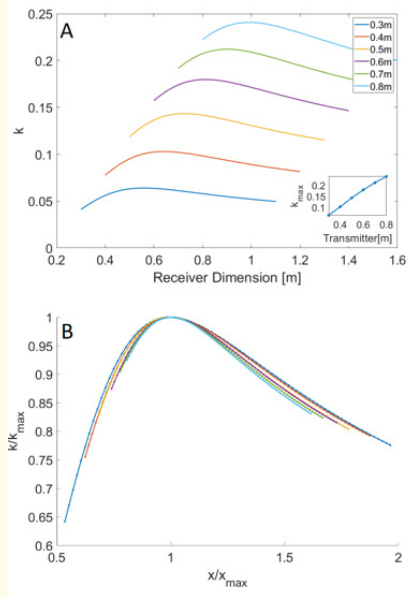 A
0.25
0.2
0.15
0.1
0.05
0
k
0.2 0.4 0.6 0.8 1 1.2 1.4 1.6
Receiver Dimension [m]
0.3m
0.4m
0.5m
0.6m
0.7m
0.8m
0.2
0.15
0.1
kmax
0.4 0.6 0.8
Transmitter[m]
B
1
0.95
0.9
0.85
0.8
0.75
0.7
0.65
0.6
k/kmax
0.5 1 1.5 2
x/xmax